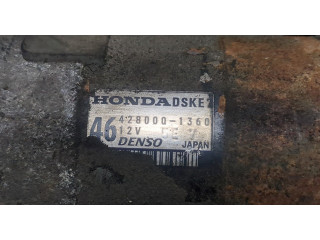 HONDA DSKE2
46 428000-1360
12V
DENSO JAPAN